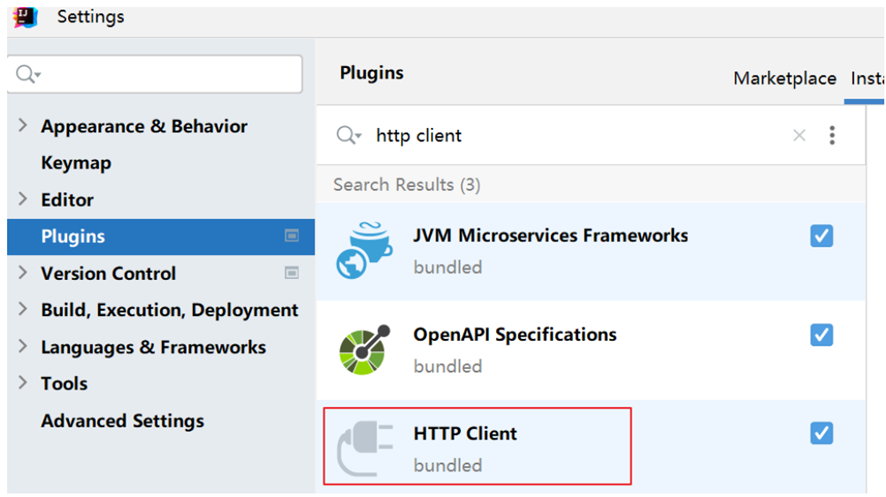 Settings
Appearance & Behavior
Keymap
Editor
Plugins
Version Control
Build, Execution, Deployment
Languages & Frameworks
Tools
Advanced Settings
Plugins
Marketplace
Insta
http client
Search Results (3)
JVM Microservices Frameworks
bundled
OpenAPI Specifications
bundled
HTTP Client
bundled